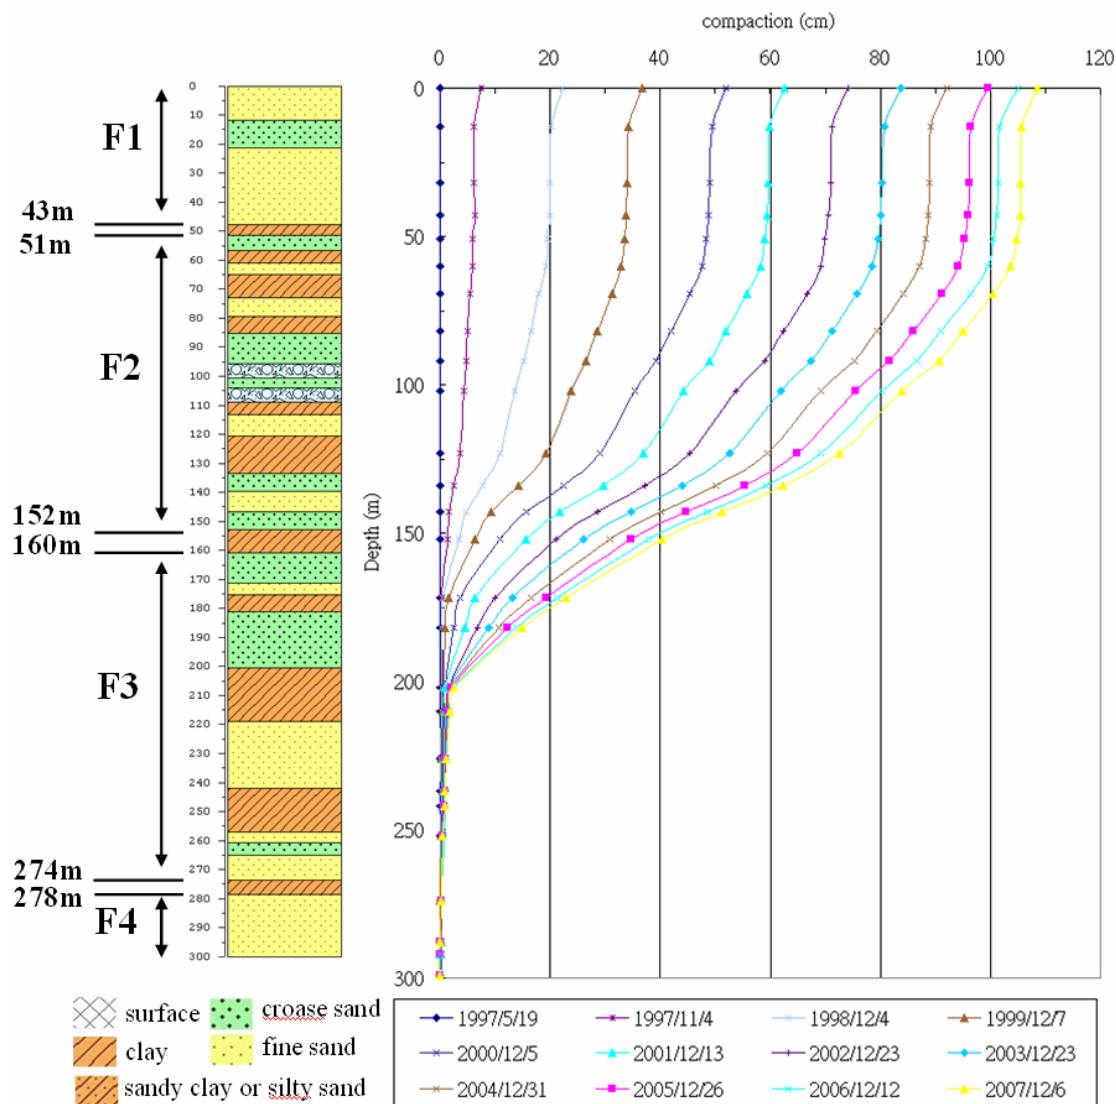 compaction (cm)
0 20 40 60 80 100 120
0
50
100
150
200
250
300
Depth (m)
0
10
20
30
40
50
60
70
80
90
100
110
120
130
140
150
160
170
180
190
200
210
220
230
240
250
260
270
280
290
300
F1
43m
51m
F2
152m
160m
F3
274m
278m
F4
surface croase sand
clay fine sand
sandy clay or silty sand
1997/5/19 1997/11/4 1998/12/4 1999/12/7
2000/12/5 2001/12/13 2002/12/23 2003/12/23
2004/12/31 2005/12/26 2006/12/12 2007/12/6